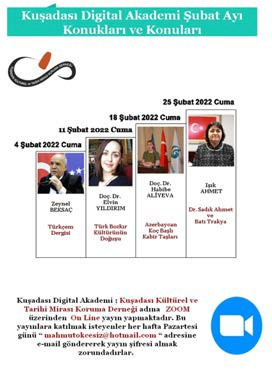 Kuşadası Digital Akademi Şubat Ayı
Konukları ve Konuları
25 Şubat 2022 Cuma
18 Şubat 2022 Cuma
11 Şubat 2022 Cuma
4 Şubat 2022 Cuma
Zeynel
BEKSAÇ
Türkçem
Dergisi
Doç. Dr.
Elvin
YILDIRIM
Türk Bozkır
Kültürünün
Doğuşu
Doç. Dr.
Habibe
ALİYEVA
Azerbaycan
Koç Başlı
Kabir Taşları
Işık
AHMET
Dr. Sadık Ahmet
ve
Batı Trakya
Kuşadası Digital Akademi : Kuşadası Kültürel ve
Tarihi Mirası Koruma Derneği adına ZOOM
üzerinden On Line yayın yapmaktadır. Bu
yayınlara katılmak isteyenler her hafta Pazartesi
günü “ mahmutokcesiz@hotmail.com “ adresine
e-mail göndererek yayın şifresi almak
zorundadırlar.